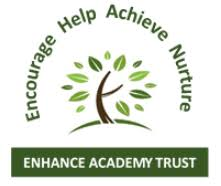 Encourage Help Achieve Nurture
ENHANCE ACADEMY TRUST